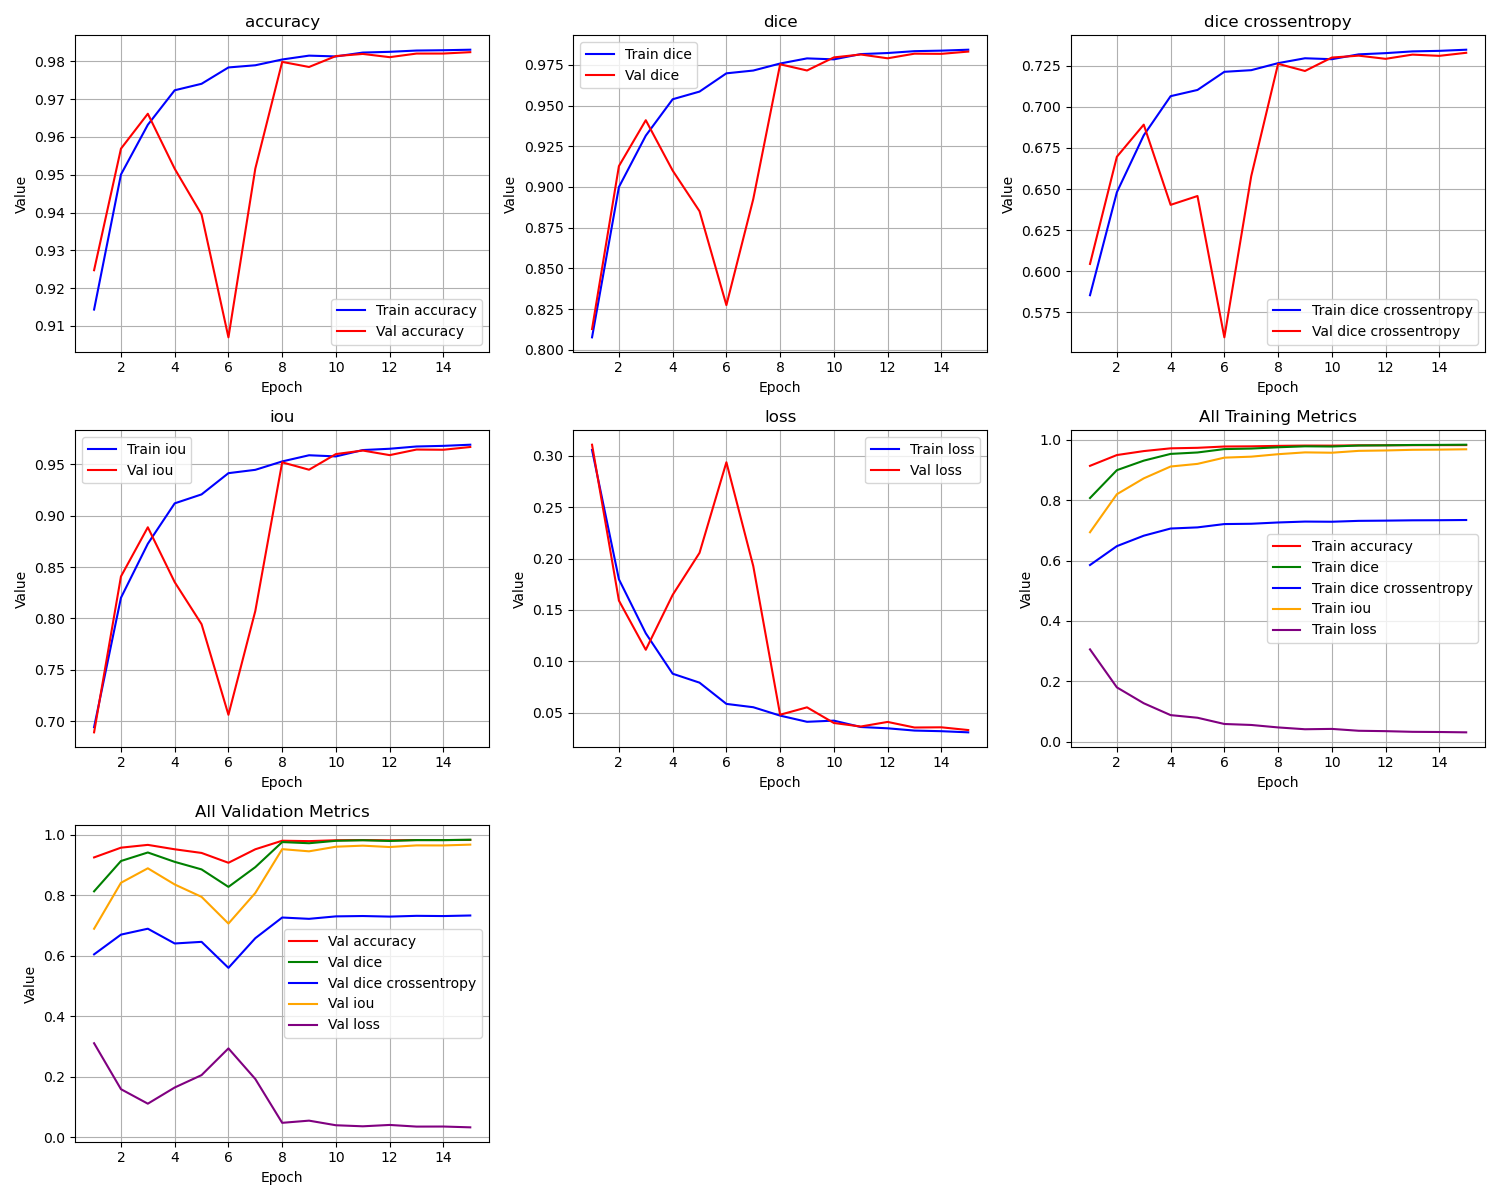 accuracy
Value
0.98
0.97
0.96
0.95
0.94
0.93
0.92
0.91
Train accuracy
Val accuracy
2 4 6 8 10 12 14
Epoch
dice
Value
0.975
0.950
0.925
0.900
0.875
0.850
0.825
0.800
Train dice
Val dice
2 4 6 8 10 12 14
Epoch
dice crossentropy
Value
0.725
0.700
0.675
0.650
0.625
0.600
0.575
Train dice crossentropy
Val dice crossentropy
2 4 6 8 10 12 14
Epoch
iou
Value
0.95
0.90
0.85
0.80
0.75
0.70
Train iou
Val iou
2 4 6 8 10 12 14
Epoch
loss
Value
0.30
0.25
0.20
0.15
0.10
0.05
Train loss
Val loss
2 4 6 8 10 12 14
Epoch
All Training Metrics
Value
1.0
0.8
0.6
0.4
0.2
0.0
Train accuracy
Train dice
Train dice crossentropy
Train iou
Train loss
2 4 6 8 10 12 14
Epoch
All Validation Metrics
Value
1.0
0.8
0.6
0.4
0.2
0.0
Val accuracy
Val dice
Val dice crossentropy
Val iou
Val loss
2 4 6 8 10 12 14
Epoch